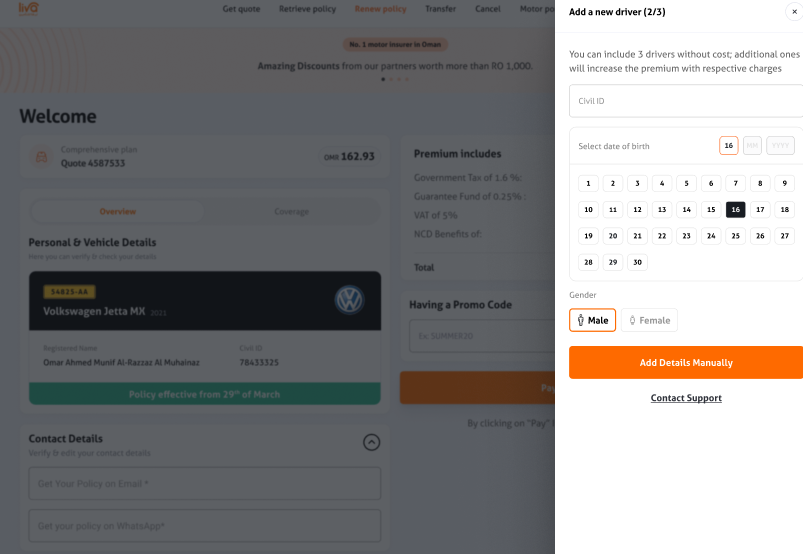 liva
Get quote Retrieve policy Renew policy Transfer Cancel Motor po
No. 1 motor insurer in Oman
Amazing Discounts from our partners worth more than RO 1,000.
Welcome
Comprehensive plan
Quote 4587533
OMR 162.93
Overview Coverage
Personal & Vehicle Details
Here you can verify & check your details
54825-AA
Volkswagen Jetta MX 2021
Registered Name Civil ID
Omar Ahmed Munif Al-Razzaz Al Muhainaz 78433325
Policy effective from 29th of March
Contact Details
Verify & edit your contact details
Get Your Policy on Email *
Get your policy on WhatsApp*
Premium includes
Government Tax of 1.6 %:
Guarantee Fund of 0.25% :
VAT of 5%
NCD Benefits of:
Total
Having a Promo Code
Ex.SUMMER20
Pay
By clicking on "Pay"
Add a new driver (2/3)
You can include 3 drivers without cost; additional ones
will increase the premium with respective charges
Civil ID
Select date of birth 16 MM YYYY
1 2 3 4 5 6 7 8 9
10 11 12 13 14 15 16 17 18
19 20 21 22 23 24 25 26 27
28 29 30
Gender
Male Female
Add Details Manually
Contact Support